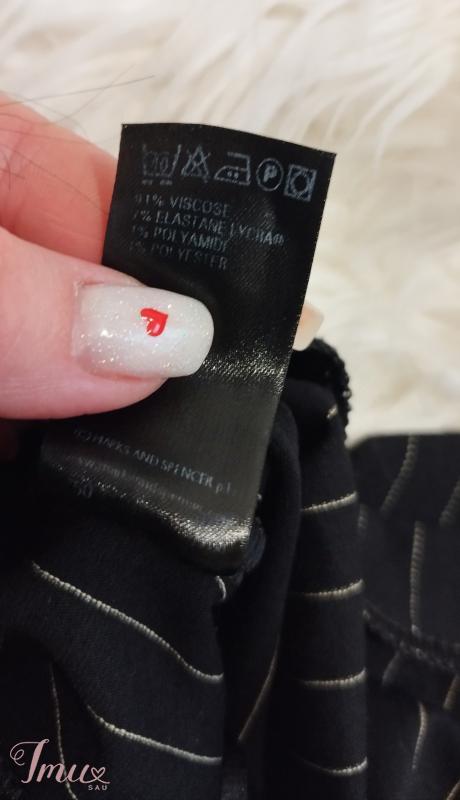 P
91% VISCOSE
7% ELASTANE LYCRA®
1% POLYAMIDE
1% POLYESTER
(C) MARKS AND SPENCER p.l.
Imu
SAU